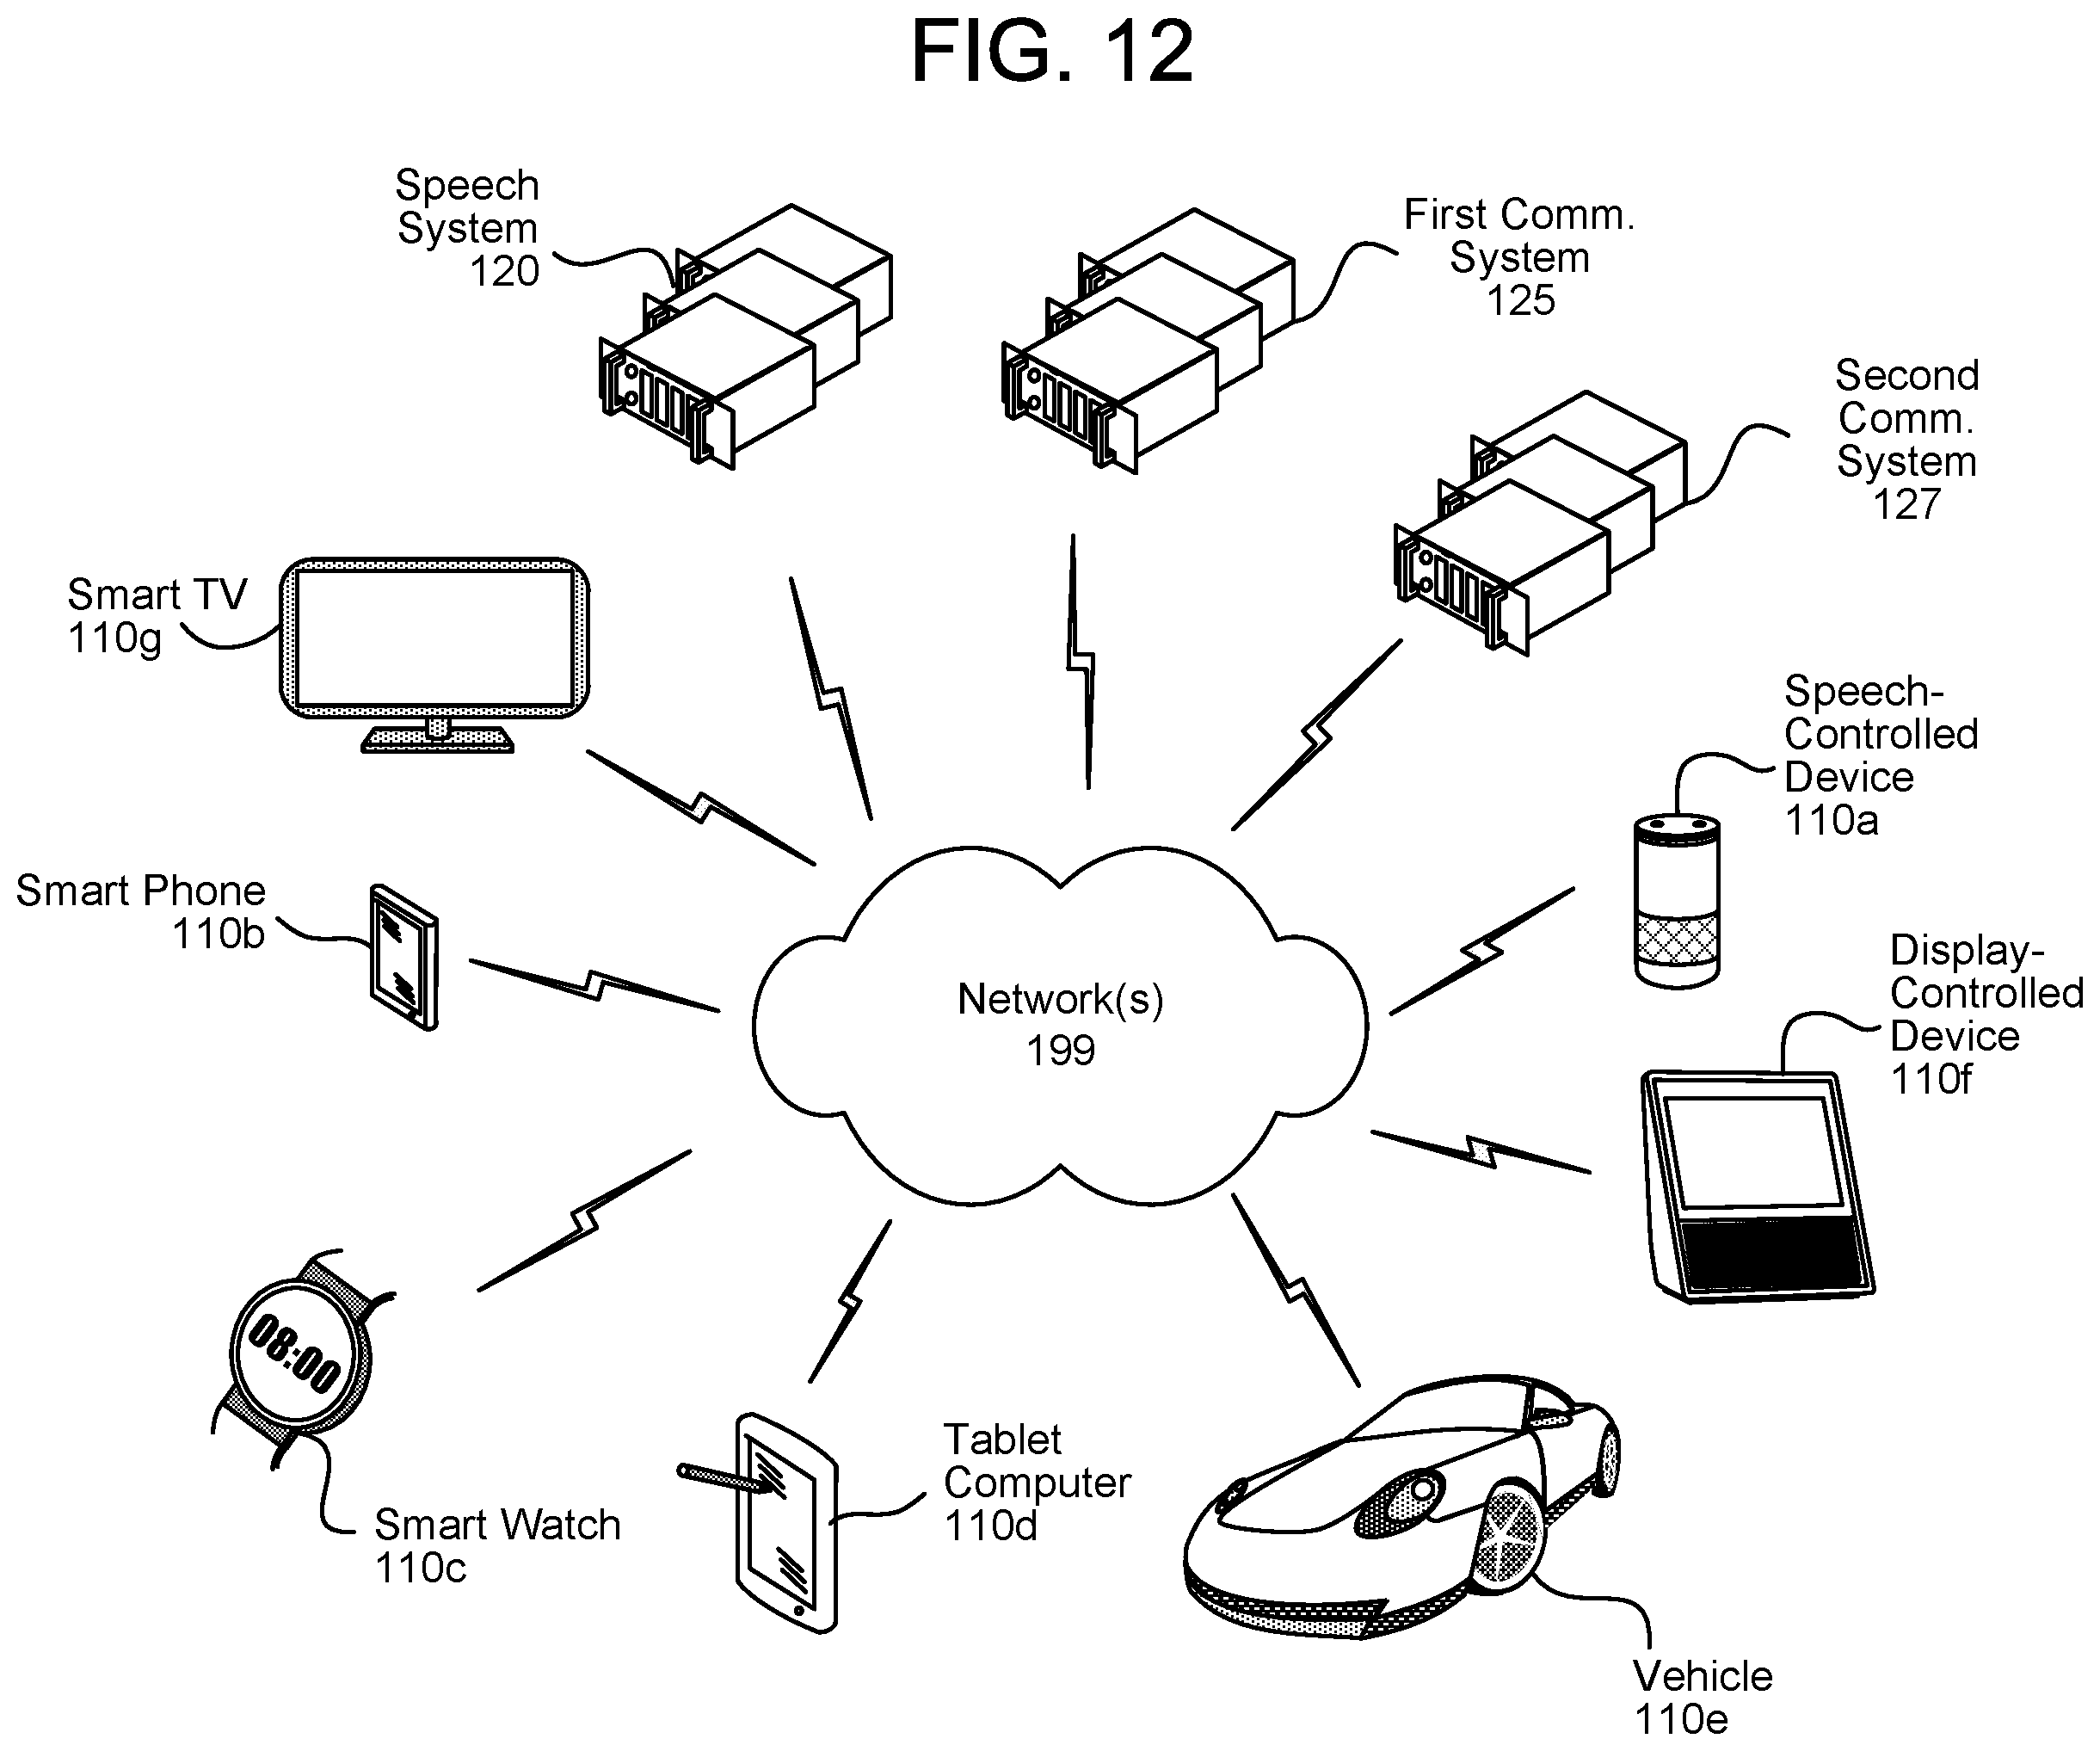 FIG. 12
Speech
System
120
First Comm.
System
125
Second
Comm.
System
127
Smart TV
110g
Speech-
Controlled
Device
110a
Smart Phone
110b
Display-
Controlled
Device
110f
Network(s)
199
08:00
Smart Watch
110c
Tablet
Computer
110d
Vehicle
110e